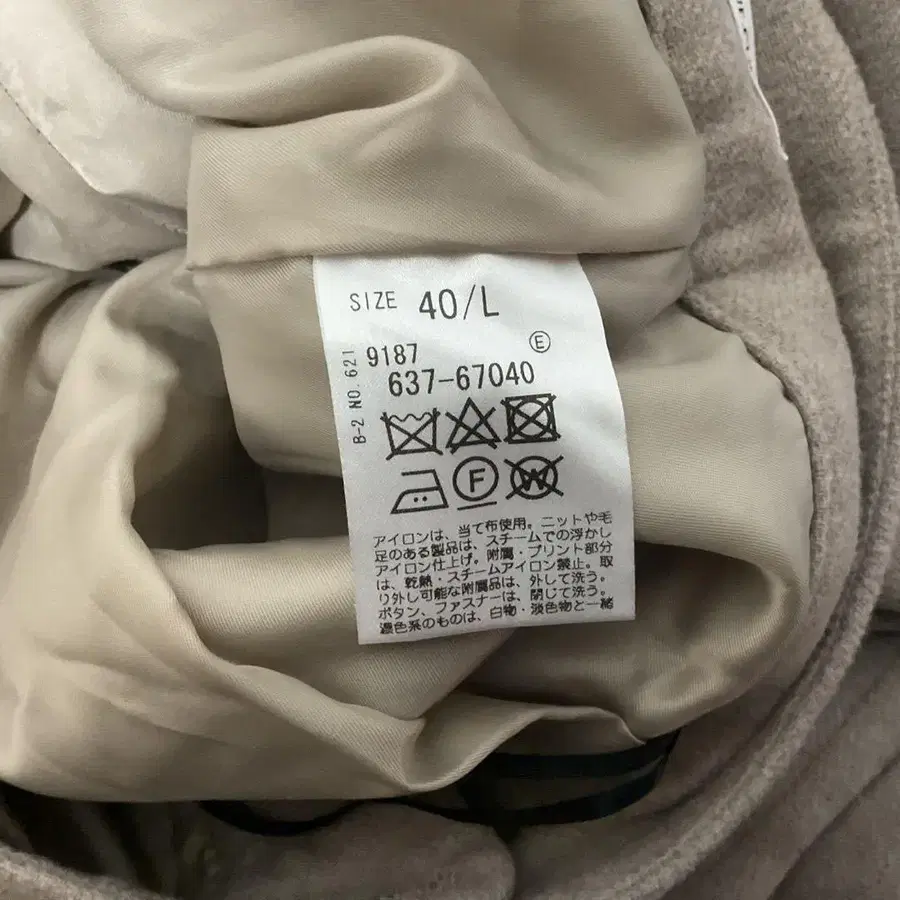 SIZE 40/L
B-2 NO.621
9187
E
637-67040
F
W
アイロンは、当て布使用。ニットや毛
足のある製品は、スチームでの浮かし
アイロン仕上げ。附属・プリント部分
は、乾熱・スチームアイロン禁止。取
り外し可能な附属品は、外して洗う。
ボタン、ファスナーは、閉じて洗う。
濃色系のものは、白物・淡色物と一緒